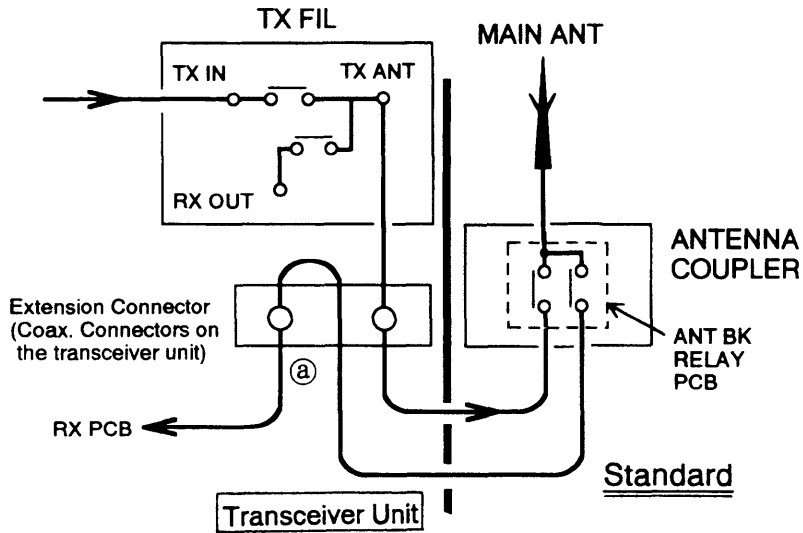 TX FIL
MAIN ANT
TX IN
TX ANT
RX OUT
ANTENNA
COUPLER
Extension Connector
(Coax. Connectors on
the transceiver unit)
ⓐ
ANT BK
RELAY
PCB
RX PCB
Standard
Transceiver Unit